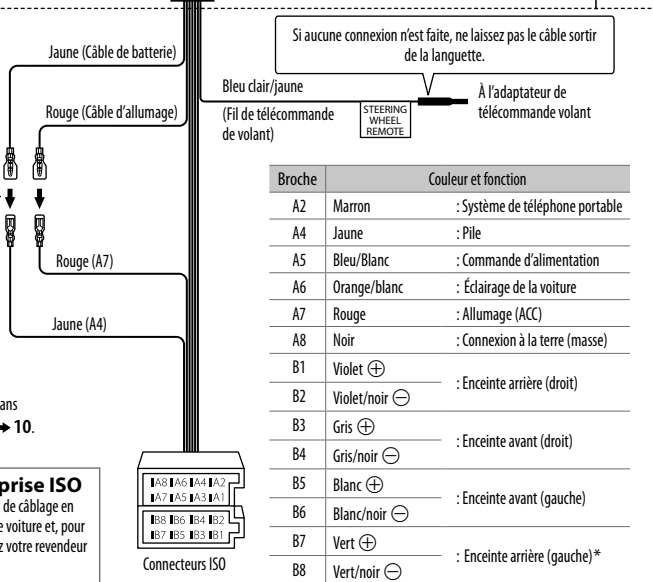 Jaune (Câble de batterie)
Rouge (Câble d'allumage)
Rouge (A7)
Jaune (A4)
Si aucune connexion n'est faite, ne laissez pas le câble sortir
de la languette.
Bleu clair/jaune
(Fil de télécommande
de volant)
STEERING
WHEEL
REMOTE
À l'adaptateur de
télécommande volant
Broche Couleur et fonction
A2 Marron : Système de téléphone portable
A4 Jaune : Pile
A5 Bleu/Blanc : Commande d'alimentation
A6 Orange/blanc : Éclairage de la voiture
A7 Rouge : Allumage (ACC)
A8 Noir : Connexion à la terre (masse)
B1 Violet ⊕ : Enceinte arrière (droit)
B2 Violet/noir ⊖
B3 Gris ⊕ : Enceinte avant (droit)
B4 Gris/noir ⊖
B5 Blanc ⊕ : Enceinte avant (gauche)
B6 Blanc/noir ⊖
B7 Vert ⊕ : Enceinte arrière (gauche)*
B8 Vert/noir ⊖
ans
➜ 10.
prise ISO
de câblage en
e voiture et, pour
z votre revendeur
A8 A6 A4 A2
A7 A5 A3 A1
B8 B6 B4 B2
B7 B5 B3 B1
Connecteurs ISO